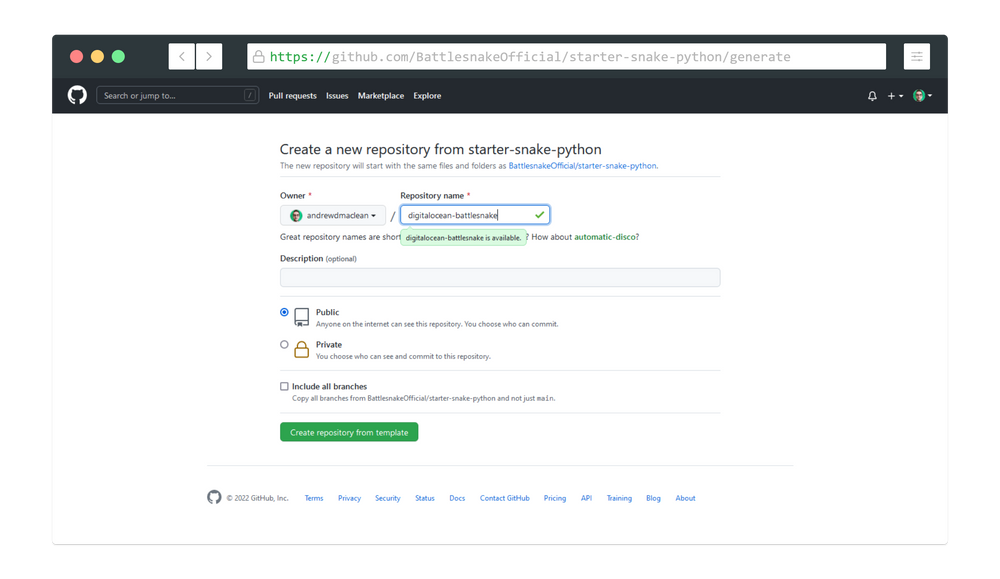 https://github.com/BattlesnakeOfficial/starter-snake-python/generate
Search or jump to... / Pull requests Issues Marketplace Explore
Create a new repository from starter-snake-python
The new repository will start with the same files and folders as BattlesnakeOfficial/starter-snake-python.
Owner * Repository name *
andrewdmaclean / digitalocean-battlesnake
Great repository names are short digitalocean-battlesnake is available. ? How about automatic-disco?
Description (optional)
Public
Anyone on the internet can see this repository. You choose who can commit.
Private
You choose who can see and commit to this repository.
Include all branches
Copy all branches from BattlesnakeOfficial/starter-snake-python and not just main.
Create repository from template
© 2022 GitHub, Inc. Terms Privacy Security Status Docs Contact GitHub Pricing API Training Blog About